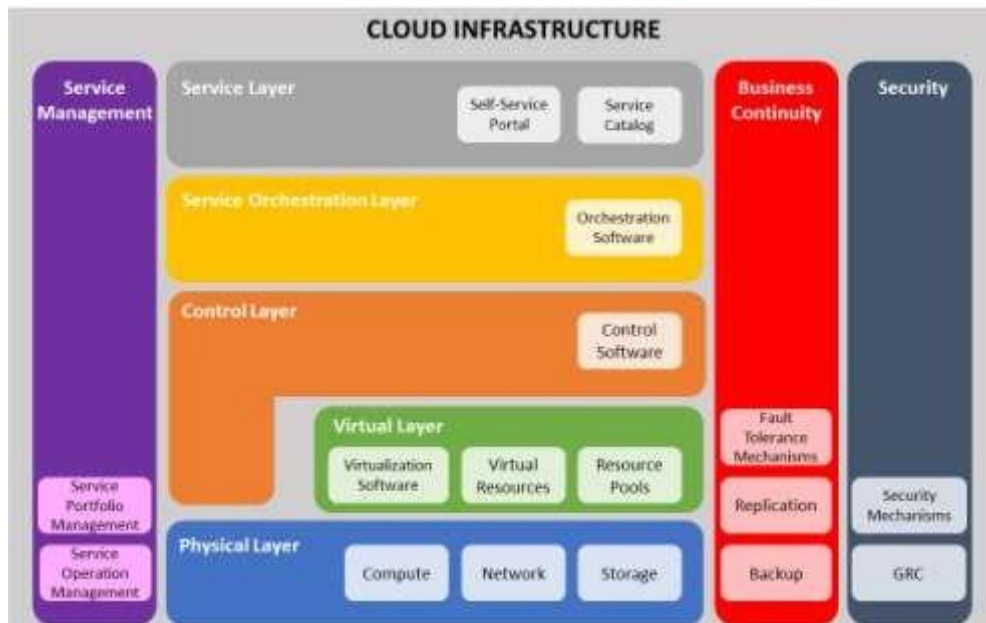 CLOUD INFRASTRUCTURE
Service
Management
Service
Portfolio
Management
Service
Operation
Management
Service Layer
Self-Service
Portal
Service
Catalog
Service Orchestration Layer
Orchestration
Software
Control Layer
Control
Software
Virtual Layer
Virtualization
Software
Virtual
Resources
Resource
Pools
Physical Layer
Compute
Network
Storage
Business
Continuity
Fault
Tolerance
Mechanisms
Replication
Backup
Security
Security
Mechanisms
GRC